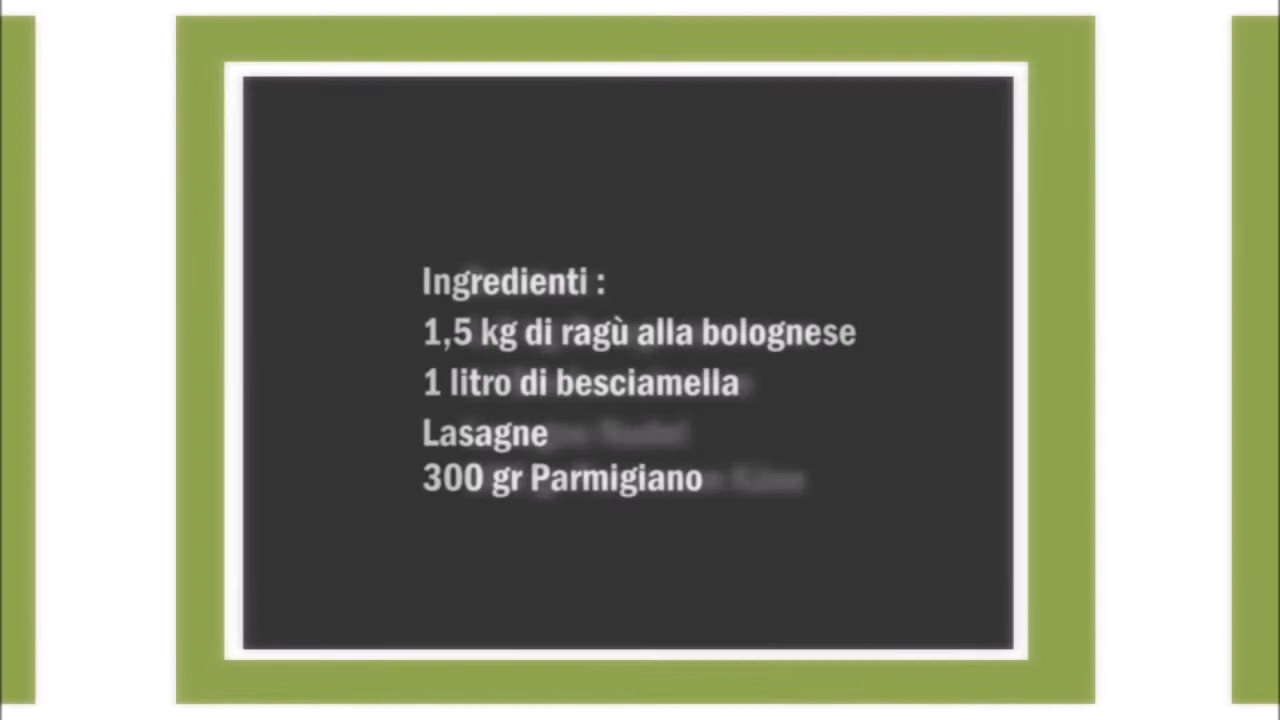 Ingredienti :
1,5 kg di ragù alla bolognese
1 litro di besciamella
Lasagne
300 gr Parmigiano